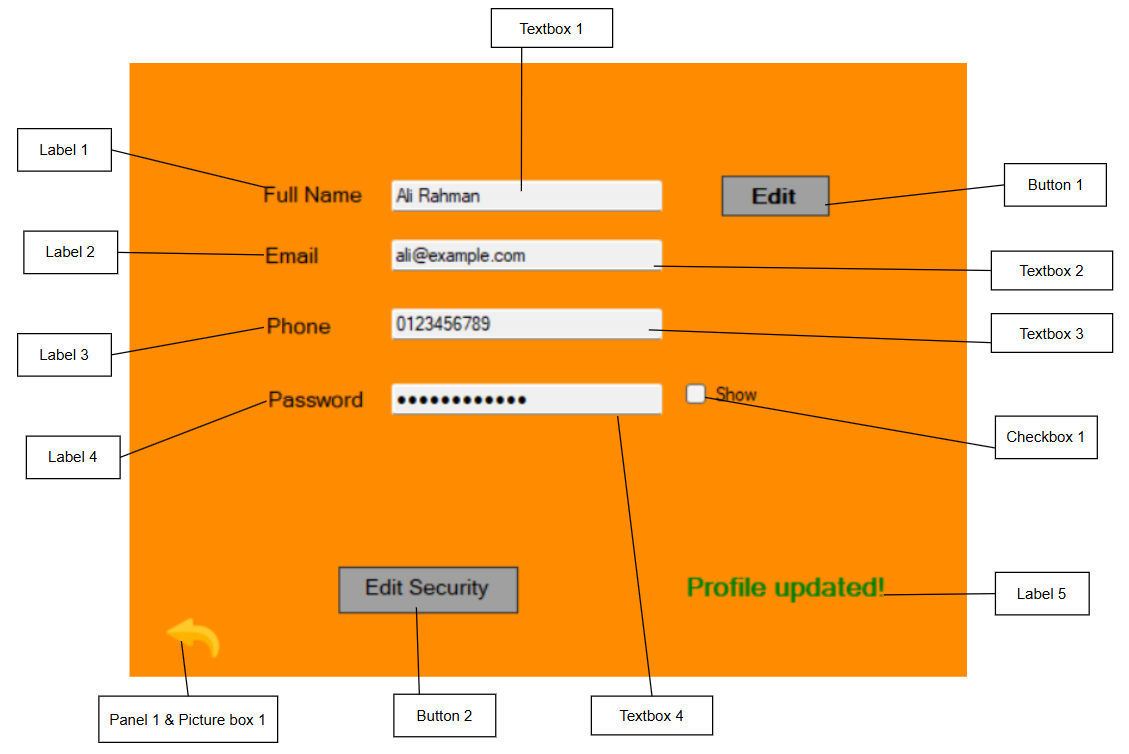 Textbox 1
Label 1
Full Name
Ali Rahman
Edit
Button 1
Label 2
Email
ali@example.com
Textbox 2
Label 3
Phone
0123456789
Textbox 3
Label 4
Password
••••••••••••
Show
Checkbox 1
Edit Security
Profile updated!
Label 5
Panel 1 & Picture box 1
Button 2
Textbox 4